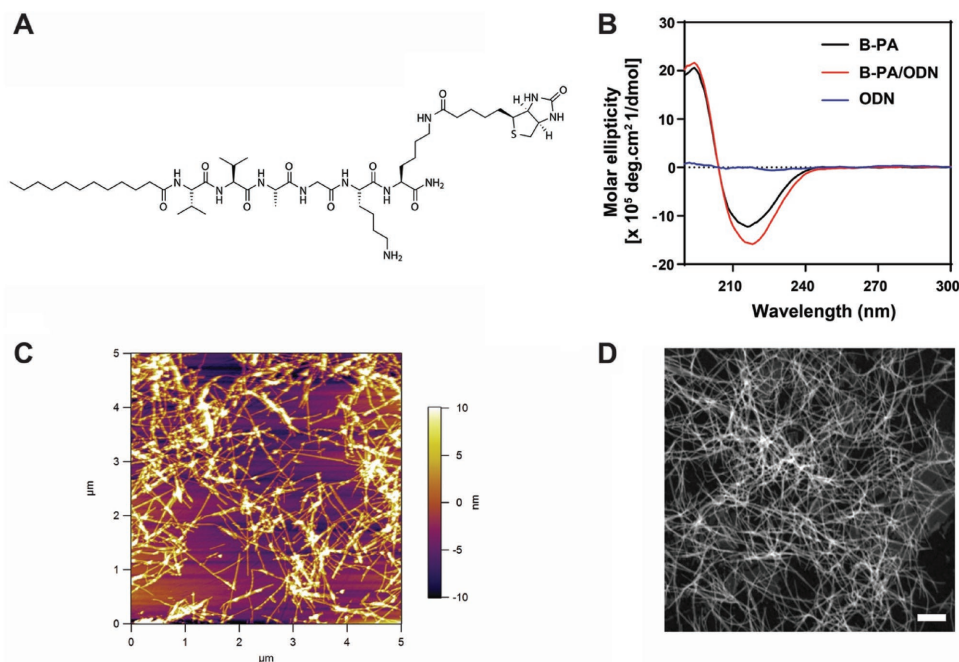 A
O
HN
NH
H
H
S
O
NH
O
H
N
O
H
N
O
N
H
O
H
N
O
N
H
O
H
N
O
N
H
NH₂
O
NH₂
B
B-PA
B-PA/ODN
ODN
Molar ellipticity
[x 10⁵ deg.cm² 1/dmol]
30
20
10
0
-10
-20
210
240
270
300
Wavelength (nm)
C
5
4
3
2
1
0
µm
0
1
2
3
4
5
µm
10
5
0
-5
-10
nm
D